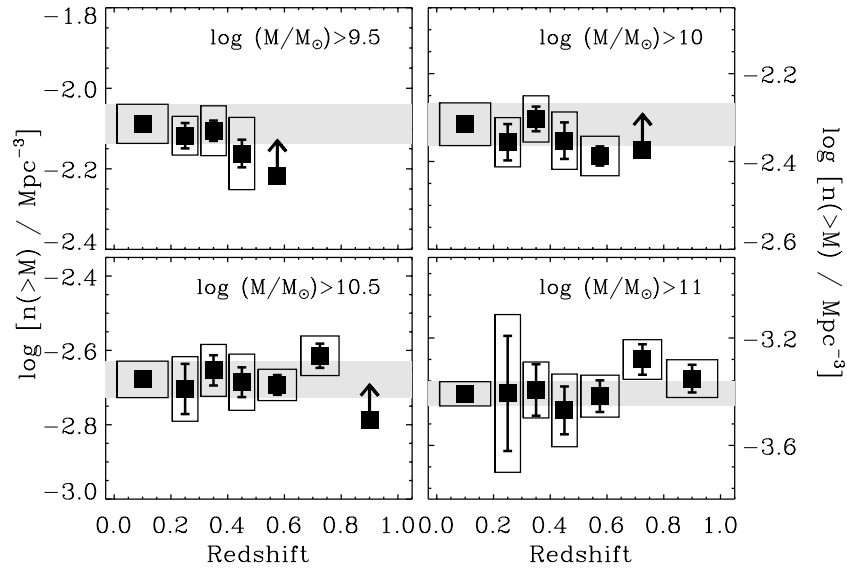 log (M/M☉)>9.5
log (M/M☉)>10
−1.8
−2.0
−2.2
−2.4
−2.2
−2.4
−2.6
log [n(>M) / Mpc⁻³]
log [n(>M) / Mpc⁻³]
log (M/M☉)>10.5
log (M/M☉)>11
−2.4
−2.6
−2.8
−3.0
−3.2
−3.6
0.0 0.2 0.4 0.6 0.8 1.0
0.0 0.2 0.4 0.6 0.8 1.0
Redshift
Redshift